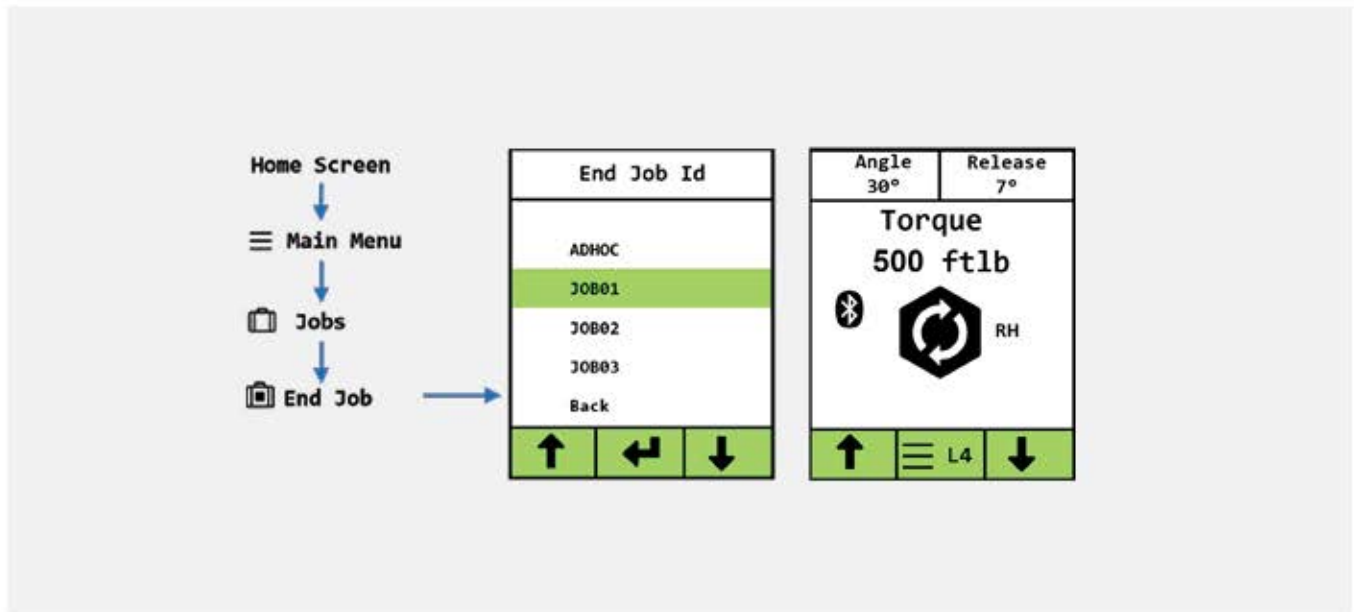 Home Screen
Main Menu
Jobs
End Job
End Job Id
ADHOC
JOB01
JOB02
JOB03
Back
Angle
30°
Release
7°
Torque
500 ftlb
RH
L4